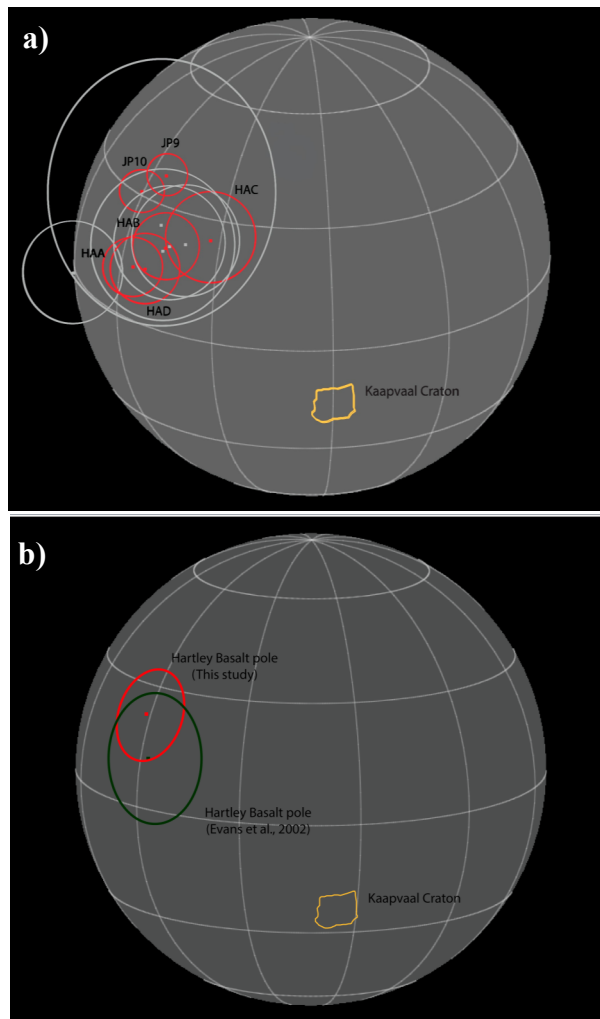 a)
JP9
JP10
HAC
HAB
HAA
HAD
Kaapvaal Craton
b)
Hartley Basalt pole
(This study)
Hartley Basalt pole
(Evans et al., 2002)
Kaapvaal Craton